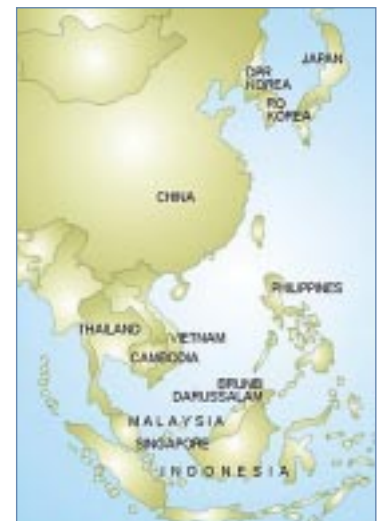 JAPAN
DPR
KOREA
RO
KOREA
CHINA
PHILIPPINES
THAILAND
VIETNAM
CAMBODIA
BRUNEI
DARUSSALAM
MALAYSIA
SINGAPORE
INDONESIA